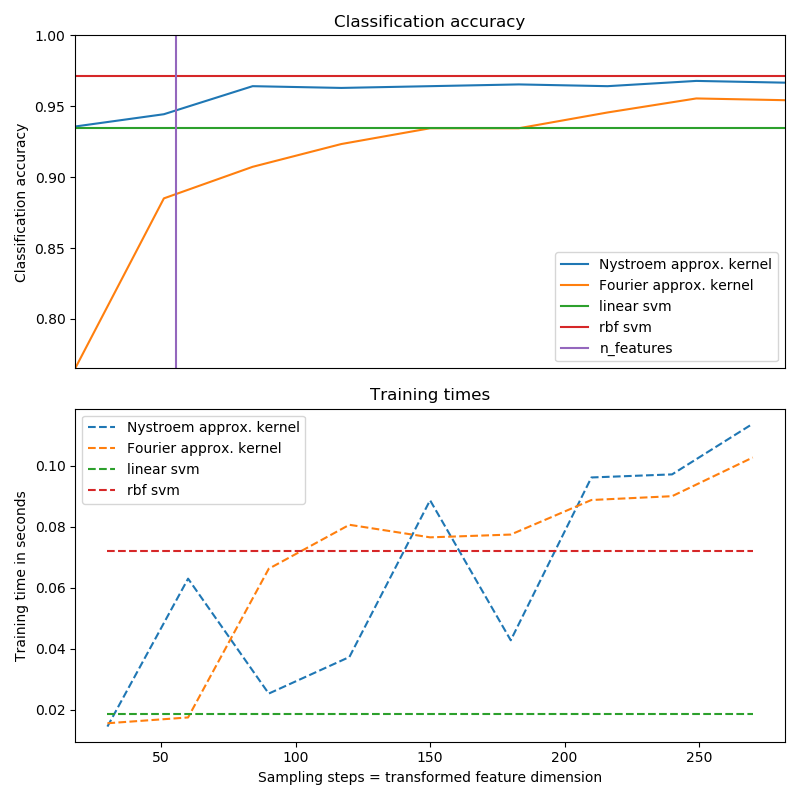 Classification accuracy
Classification accuracy
1.00
0.95
0.90
0.85
0.80
Nystroem approx. kernel
Fourier approx. kernel
linear svm
rbf svm
n_features
Training times
Training time in seconds
0.10
0.08
0.06
0.04
0.02
Nystroem approx. kernel
Fourier approx. kernel
linear svm
rbf svm
50 100 150 200 250
Sampling steps = transformed feature dimension